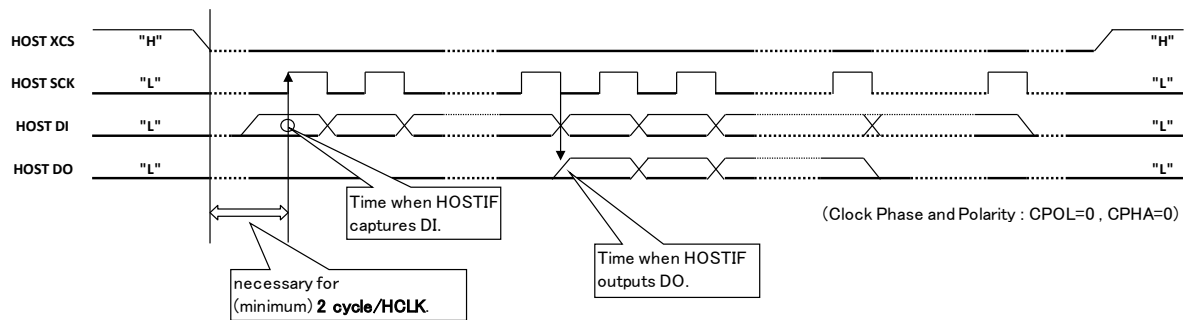 HOST XCS "H" "H"
HOST SCK "L" "L"
HOST DI "L" "L"
HOST DO "L" "L"
Time when HOSTIF
captures DI.
(Clock Phase and Polarity : CPOL=0 , CPHA=0)
Time when HOSTIF
outputs DO.
necessary for
(minimum) 2 cycle/HCLK.